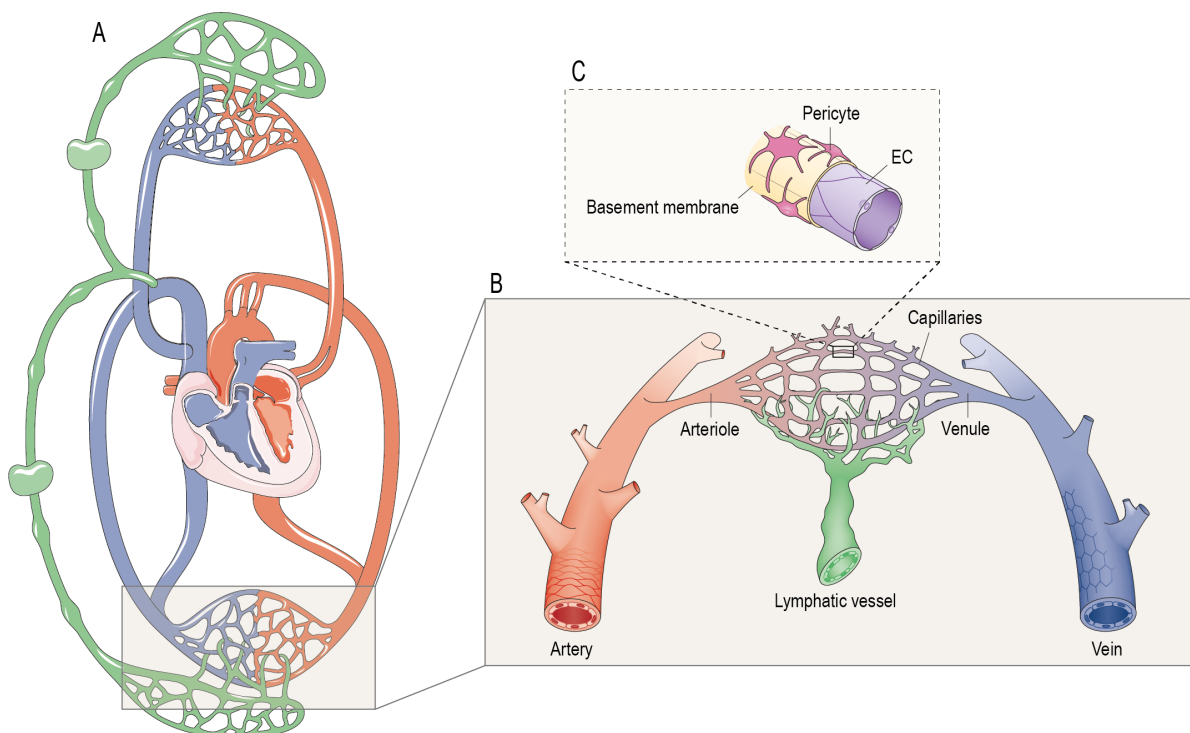 A
C
Pericyte
EC
Basement membrane
B
Capillaries
Arteriole
Venule
Lymphatic vessel
Artery
Vein